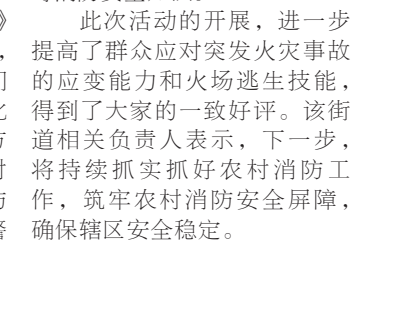 此次活动的开展，进一步
提高了群众应对突发火灾事故
的应变能力和火场逃生技能，
得到了大家的一致好评。该街
道相关负责人表示，下一步，
将持续抓实抓好农村消防工
作，筑牢农村消防安全屏障，
确保辖区安全稳定。